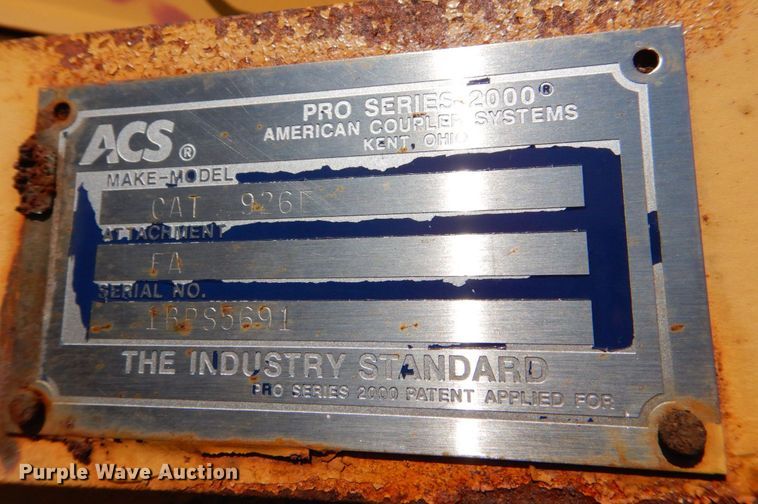 ACS®
PRO SERIES 2000®
AMERICAN COUPLER SYSTEMS
KENT, OHIO
MAKE-MODEL
CAT 926E
ATTACHMENT
FA
SERIAL NO.
1RPS5691
THE INDUSTRY STANDARD
PRO SERIES 2000 PATENT APPLIED FOR
Purple Wave Auction